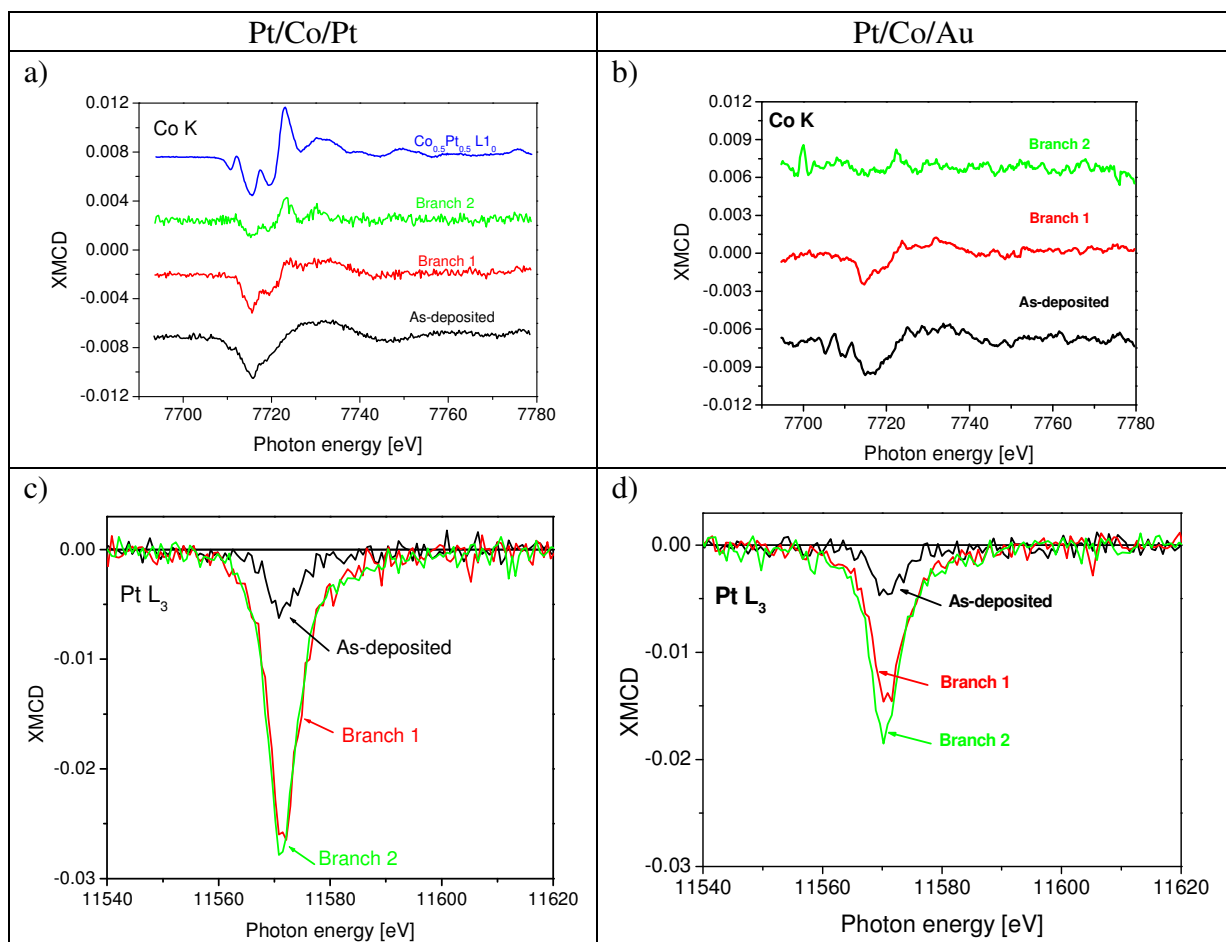 Pt/Co/Pt
Pt/Co/Au
a)
0.012
0.008
0.004
0.000
-0.004
-0.008
-0.012
XMCD
Co K
Co0.5Pt0.5 L10
Branch 2
Branch 1
As-deposited
7700 7720 7740 7760 7780
Photon energy [eV]
b)
0.012
0.009
0.006
0.003
0.000
-0.003
-0.006
-0.009
-0.012
XMCD
Co K
Branch 2
Branch 1
As-deposited
7700 7720 7740 7760 7780
Photon energy [eV]
c)
0.00
-0.01
-0.02
-0.03
XMCD
Pt L3
As-deposited
Branch 1
Branch 2
11540 11560 11580 11600 11620
Photon energy [eV]
d)
0.00
-0.01
-0.02
-0.03
XMCD
Pt L3
As-deposited
Branch 1
Branch 2
11540 11560 11580 11600 11620
Photon energy [eV]